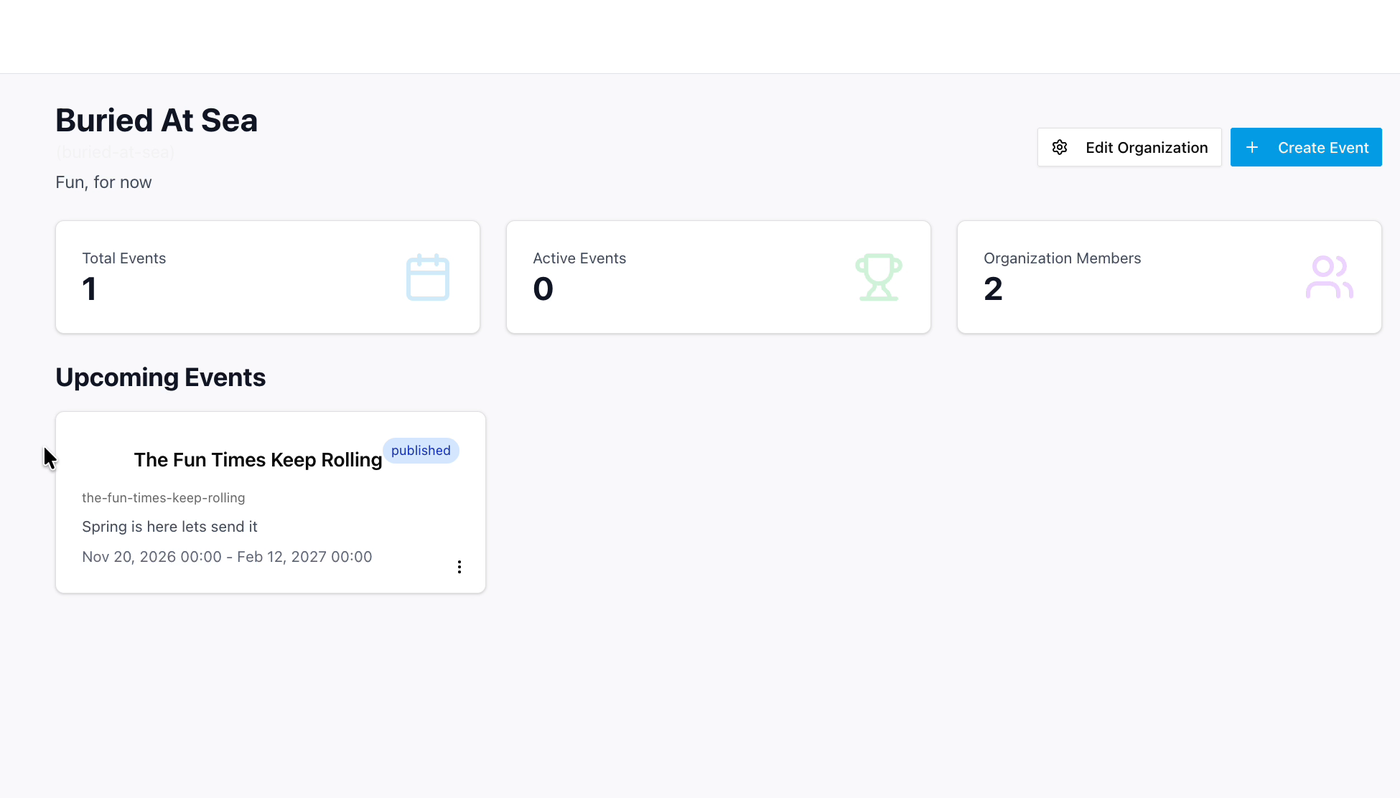 Buried At Sea
(buried-at-sea)
Fun, for now
Edit Organization
Create Event
Total Events
1
Active Events
0
Organization Members
2
Upcoming Events
The Fun Times Keep Rolling
published
the-fun-times-keep-rolling
Spring is here lets send it
Nov 20, 2026 00:00 - Feb 12, 2027 00:00